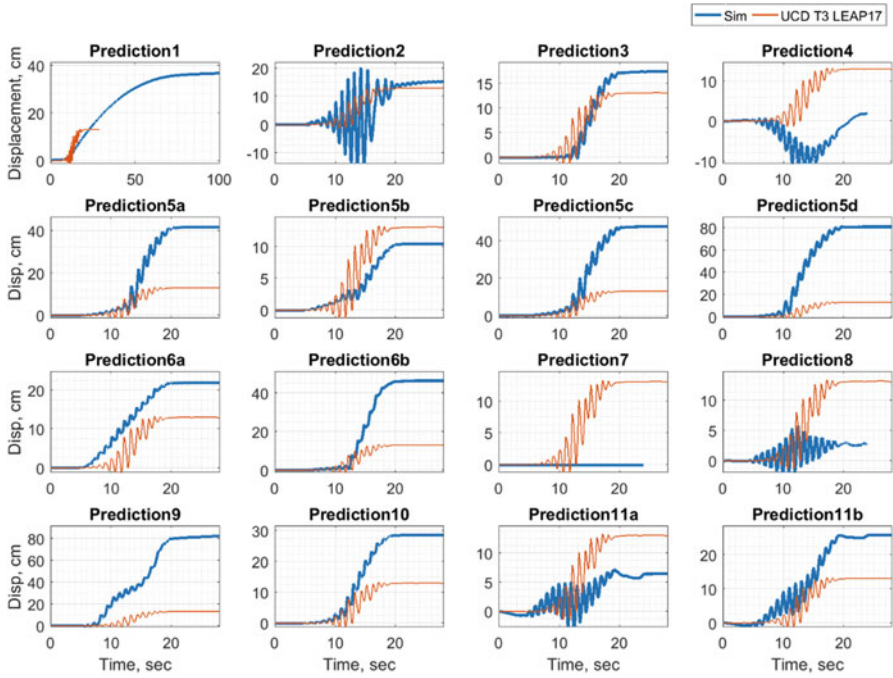 Sim UCD T3 LEAP17
Prediction1 Prediction2 Prediction3 Prediction4
Displacement, cm
40
20
0
0 50 100
20
10
0
-10
0 10 20
15
10
5
0
0 10 20
10
0
-10
0 10 20
Prediction5a Prediction5b Prediction5c Prediction5d
Disp, cm
40
20
0
0 10 20
10
5
0
0 10 20
40
20
0
0 10 20
80
60
40
20
0
0 10 20
Prediction6a Prediction6b Prediction7 Prediction8
Disp, cm
20
10
0
0 10 20
40
20
0
0 10 20
10
5
0
0 10 20
10
5
0
0 10 20
Prediction9 Prediction10 Prediction11a Prediction11b
Disp, cm
80
60
40
20
0
0 10 20
30
20
10
0
0 10 20
10
5
0
0 10 20
20
10
0
0 10 20
Time, sec Time, sec Time, sec Time, sec